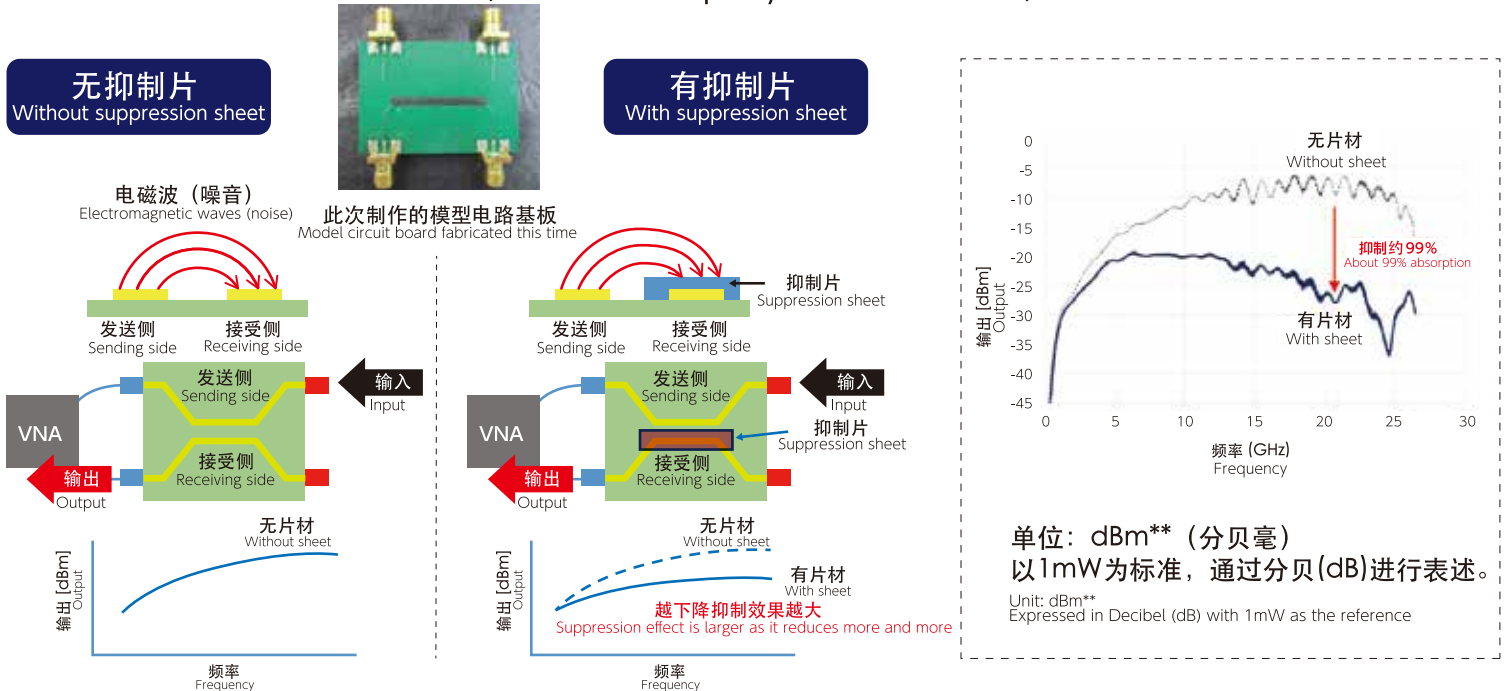 无抑制片
Without suppression sheet
有抑制片
With suppression sheet
电磁波（噪音）
Electromagnetic waves (noise)
此次制作的模型电路基板
Model circuit board fabricated this time
发送侧
Sending side
接受侧
Receiving side
发送侧
Sending side
接受侧
Receiving side
VNA
输入
Input
输出
Output
无片材
Without sheet
输出 [dBm]
Output
频率
Frequency
抑制片
Suppression sheet
发送侧
Sending side
接受侧
Receiving side
发送侧
Sending side
抑制片
Suppression sheet
接受侧
Receiving side
VNA
输入
Input
输出
Output
无片材
Without sheet
有片材
With sheet
越下降抑制效果越大
Suppression effect is larger as it reduces more and more
输出 [dBm]
Output
频率
Frequency
0
-5
-10
-15
-20
-25
-30
-35
-40
-45
输出 [dBm]
Output
无片材
Without sheet
抑制约99%
About 99% absorption
有片材
With sheet
0 5 10 15 20 25 30
频率 (GHz)
Frequency
单位：dBm**（分贝毫）
以1mW为标准，通过分贝(dB)进行表述。
Unit: dBm**
Expressed in Decibel (dB) with 1mW as the reference